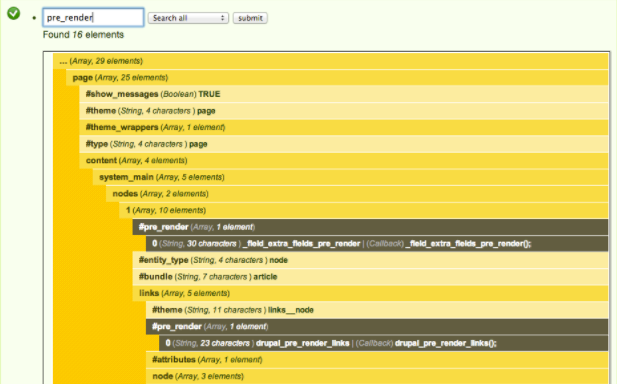 pre_render Search all submit
Found 16 elements
... (Array, 29 elements)
page (Array, 25 elements)
#show_messages (Boolean) TRUE
#theme (String, 4 characters ) page
#theme_wrappers (Array, 1 element)
#type (String, 4 characters ) page
content (Array, 4 elements)
system_main (Array, 5 elements)
nodes (Array, 2 elements)
1 (Array, 10 elements)
#pre_render (Array, 1 element)
0 (String, 30 characters ) _field_extra_fields_pre_render | (Callback) _field_extra_fields_pre_render();
#entity_type (String, 4 characters ) node
#bundle (String, 7 characters ) article
links (Array, 5 elements)
#theme (String, 11 characters ) links__node
#pre_render (Array, 1 element)
0 (String, 23 characters ) drupal_pre_render_links | (Callback) drupal_pre_render_links();
#attributes (Array, 1 element)
node (Array, 3 elements)